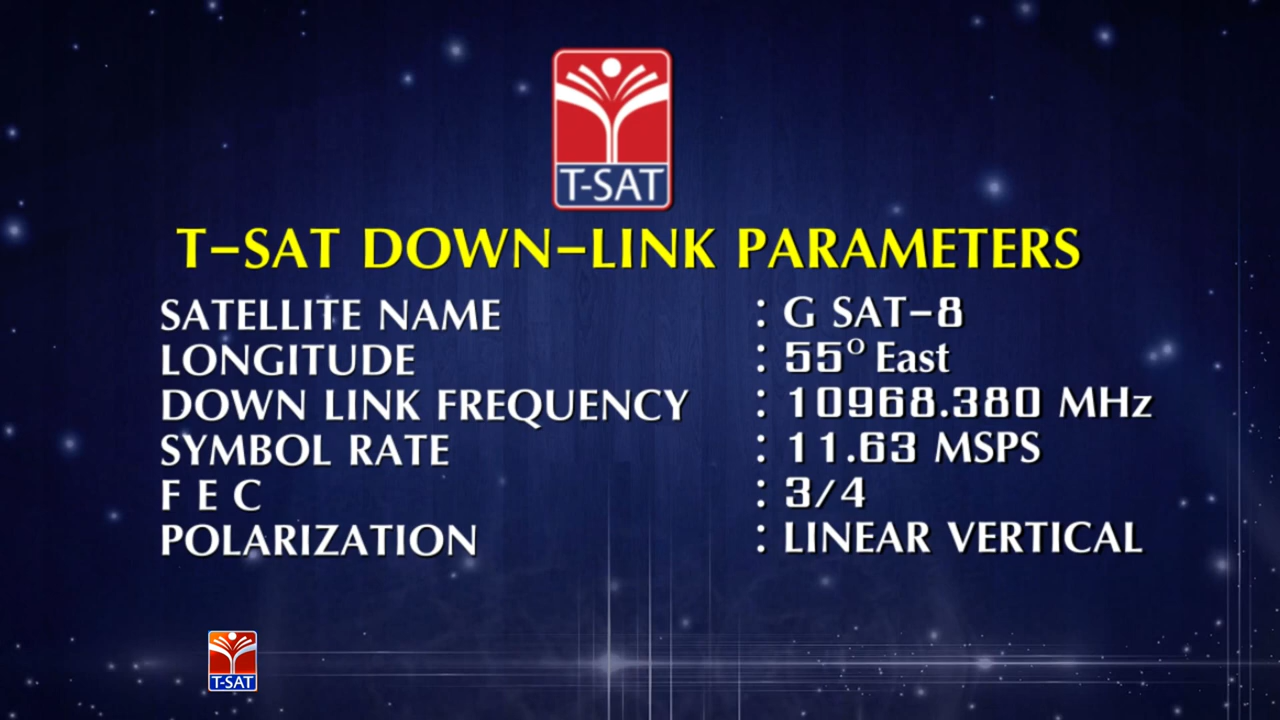 T-SAT
T-SAT DOWN-LINK PARAMETERS
SATELLITE NAME : G SAT-8
LONGITUDE : 55° East
DOWN LINK FREQUENCY : 10968.380 MHz
SYMBOL RATE : 11.63 MSPS
F E C : 3/4
POLARIZATION : LINEAR VERTICAL
T-SAT